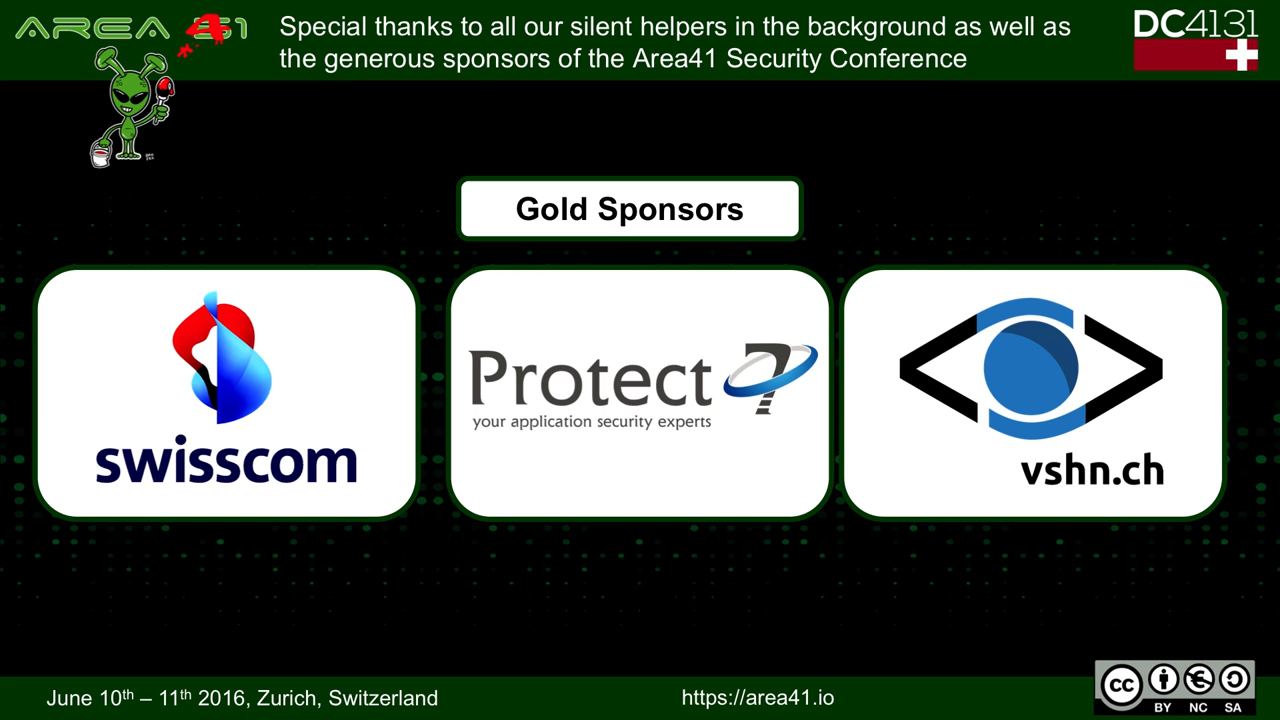 AREA 41
Special thanks to all our silent helpers in the background as well as
the generous sponsors of the Area41 Security Conference
DC4131
Gold Sponsors
swisscom
Protect7
your application security experts
vshn.ch
June 10th – 11th 2016, Zurich, Switzerland
https://area41.io
cc
BY NC SA